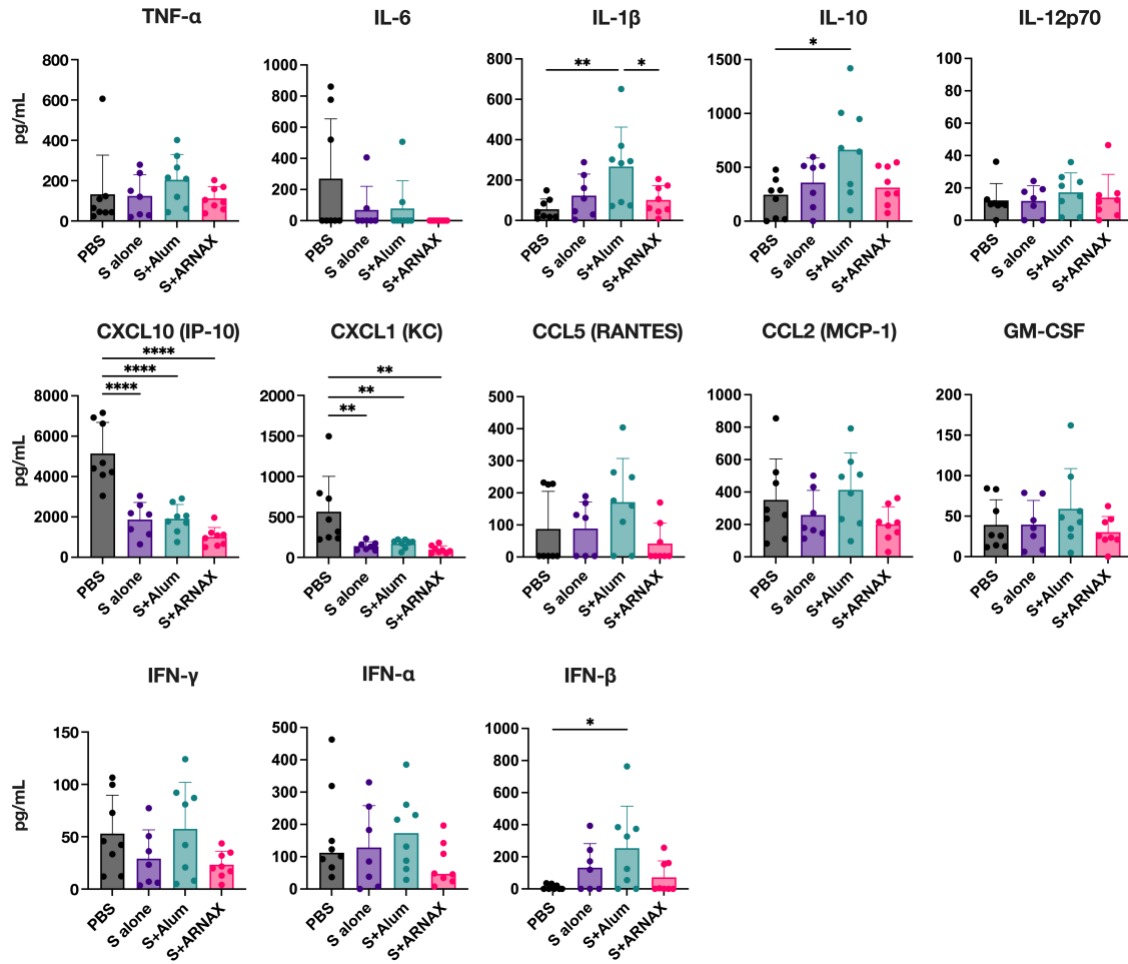 TNF-α IL-6 IL-1β IL-10 IL-12p70
pg/mL
800 600 400 200 0
1000 800 600 400 200 0
800 600 400 200 0
1500 1000 500 0
100 80 60 40 20 0
** *
*
PBS S alone S+Alum S+ARNAX
PBS S alone S+Alum S+ARNAX
PBS S alone S+Alum S+ARNAX
PBS S alone S+Alum S+ARNAX
PBS S alone S+Alum S+ARNAX
CXCL10 (IP-10) CXCL1 (KC) CCL5 (RANTES) CCL2 (MCP-1) GM-CSF
pg/mL
****
****
****
**
**
**
8000 6000 4000 2000 0
2000 1500 1000 500 0
500 400 300 200 100 0
1000 800 600 400 200 0
200 150 100 50 0
PBS S alone S+Alum S+ARNAX
PBS S alone S+Alum S+ARNAX
PBS S alone S+Alum S+ARNAX
PBS S alone S+Alum S+ARNAX
PBS S alone S+Alum S+ARNAX
IFN-γ IFN-α IFN-β
pg/mL
150 100 50 0
500 400 300 200 100 0
1000 800 600 400 200 0
*
PBS S alone S+Alum S+ARNAX
PBS S alone S+Alum S+ARNAX
PBS S alone S+Alum S+ARNAX